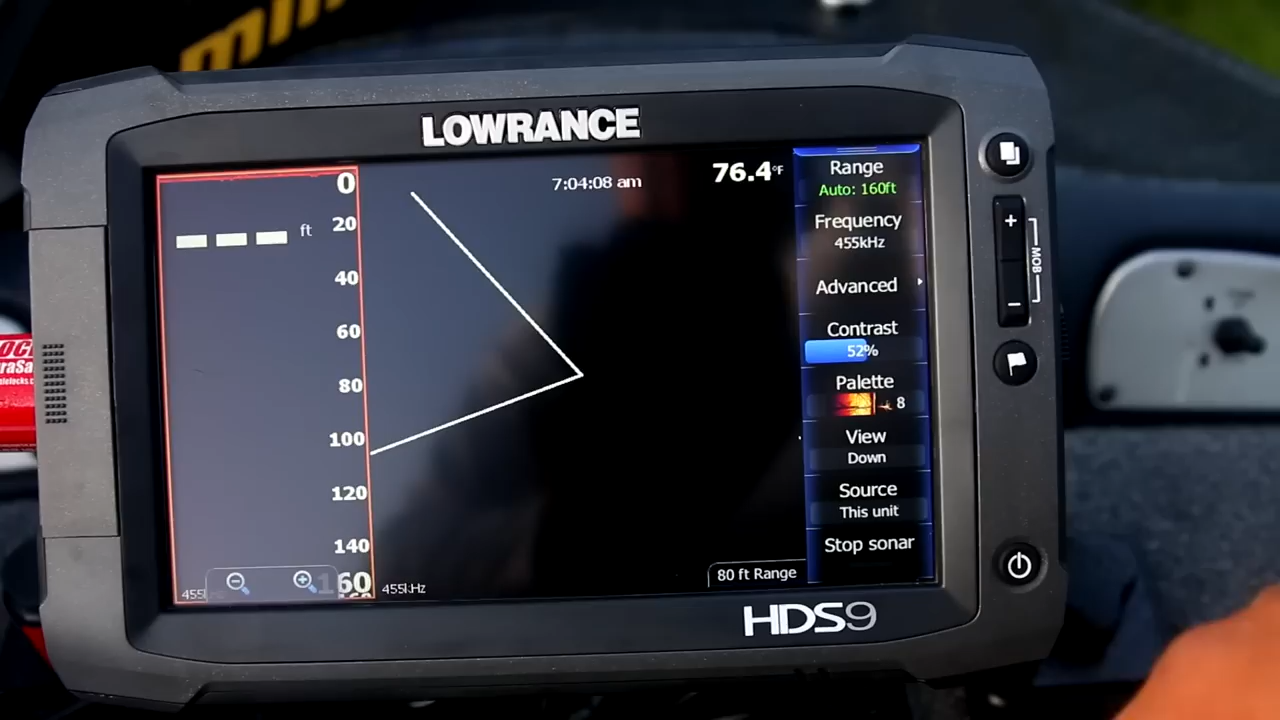 LOWRANCE
0
20
40
60
80
100
120
140
160
ft
455kHz
7:04:08 am
76.4°F
455kHz
80 ft Range
Range
Auto: 160ft
Frequency
455kHz
Advanced
Contrast
52%
Palette
8
View
Down
Source
This unit
Stop sonar
+
MOB
−
HDS9